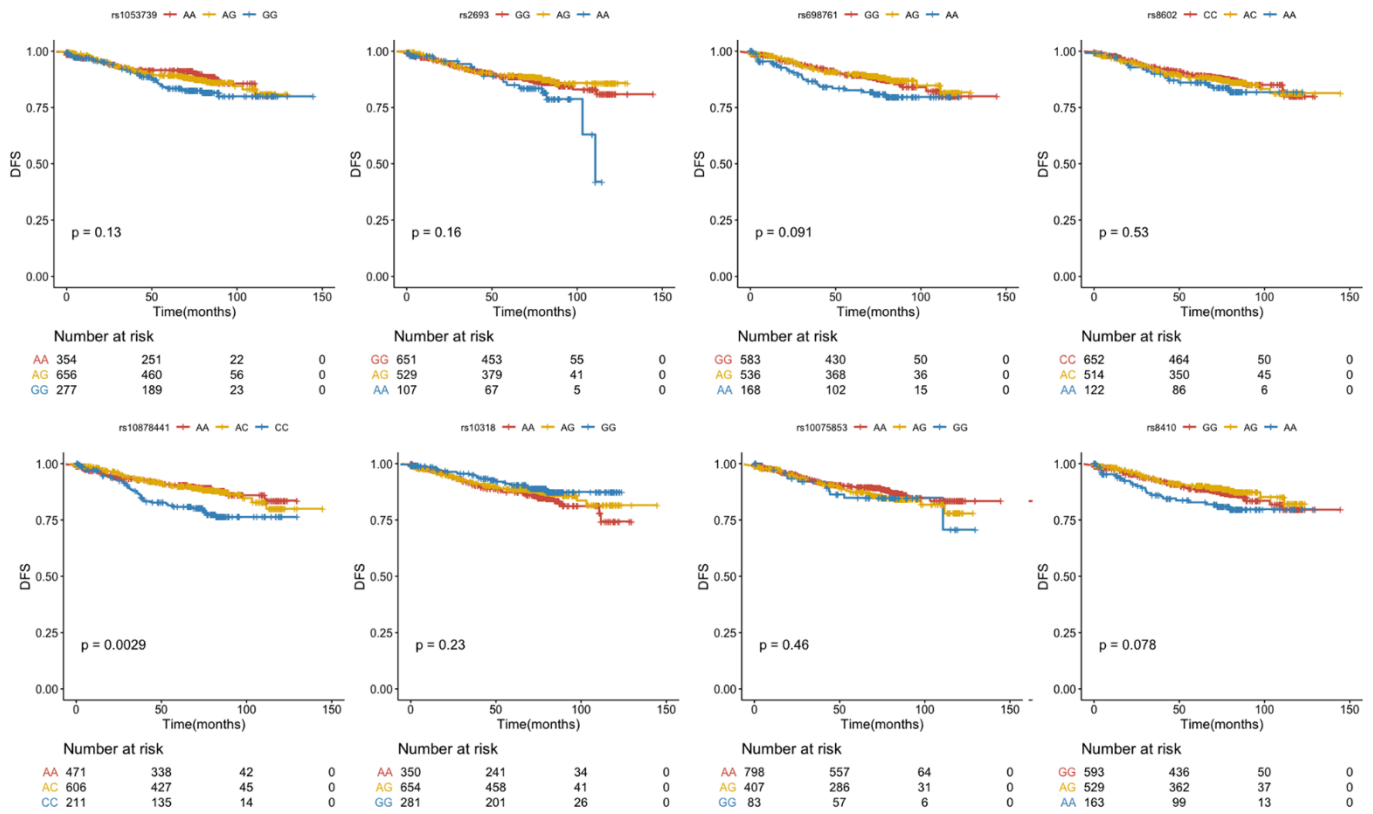 rs1053739 AA AG GG
DFS
1.00
0.75
0.50
0.25
0.00
p = 0.13
0 50 100 150
Time(months)
Number at risk
AA 354 251 22 0
AG 656 460 56 0
GG 277 189 23 0
rs2693 GG AG AA
DFS
1.00
0.75
0.50
0.25
0.00
p = 0.16
0 50 100 150
Time(months)
Number at risk
GG 651 453 55 0
AG 529 379 41 0
AA 107 67 5 0
rs698761 GG AG AA
DFS
1.00
0.75
0.50
0.25
0.00
p = 0.091
0 50 100 150
Time(months)
Number at risk
GG 583 430 50 0
AG 536 368 36 0
AA 168 102 15 0
rs8602 CC AC AA
DFS
1.00
0.75
0.50
0.25
0.00
p = 0.53
0 50 100 150
Time(months)
Number at risk
CC 652 464 50 0
AC 514 350 45 0
AA 122 86 6 0
rs10878441 AA AC CC
DFS
1.00
0.75
0.50
0.25
0.00
p = 0.0029
0 50 100 150
Time(months)
Number at risk
AA 471 338 42 0
AC 606 427 45 0
CC 211 135 14 0
rs10318 AA AG GG
DFS
1.00
0.75
0.50
0.25
0.00
p = 0.23
0 50 100 150
Time(months)
Number at risk
AA 350 241 34 0
AG 654 458 41 0
GG 281 201 26 0
rs10075853 AA AG GG
DFS
1.00
0.75
0.50
0.25
0.00
p = 0.46
0 50 100 150
Time(months)
Number at risk
AA 798 557 64 0
AG 407 286 31 0
GG 83 57 6 0
rs8410 GG AG AA
DFS
1.00
0.75
0.50
0.25
0.00
p = 0.078
0 50 100 150
Time(months)
Number at risk
GG 593 436 50 0
AG 529 362 37 0
AA 163 99 13 0